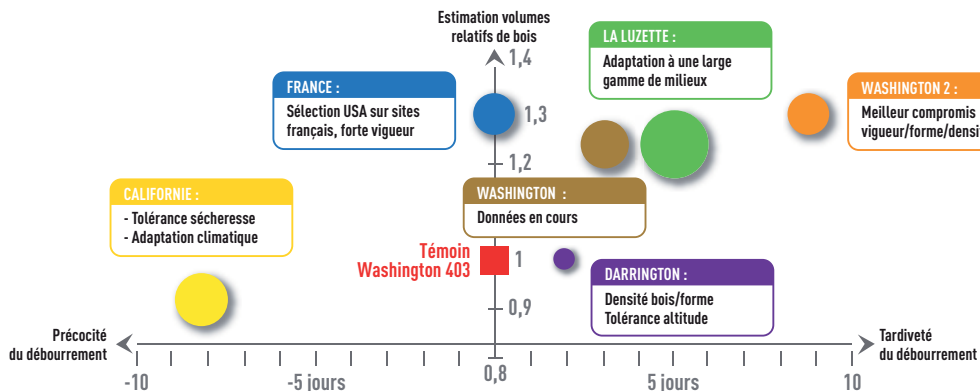 Estimation volumes
relatifs de bois
1,4
LA LUZETTE :
Adaptation à une large
gamme de milieux
FRANCE :
Sélection USA sur sites
français, forte vigueur
1,3
WASHINGTON 2 :
Meilleur compromis
vigueur/forme/densi
1,2
CALIFORNIE :
- Tolérance sécheresse
- Adaptation climatique
WASHINGTON :
Données en cours
Témoin
Washington 403
1
DARRINGTON :
Densité bois/forme
Tolérance altitude
0,9
Précocité
du débourrement
Tardiveté
du débourrement
-10
-5 jours
0,8
5 jours
10